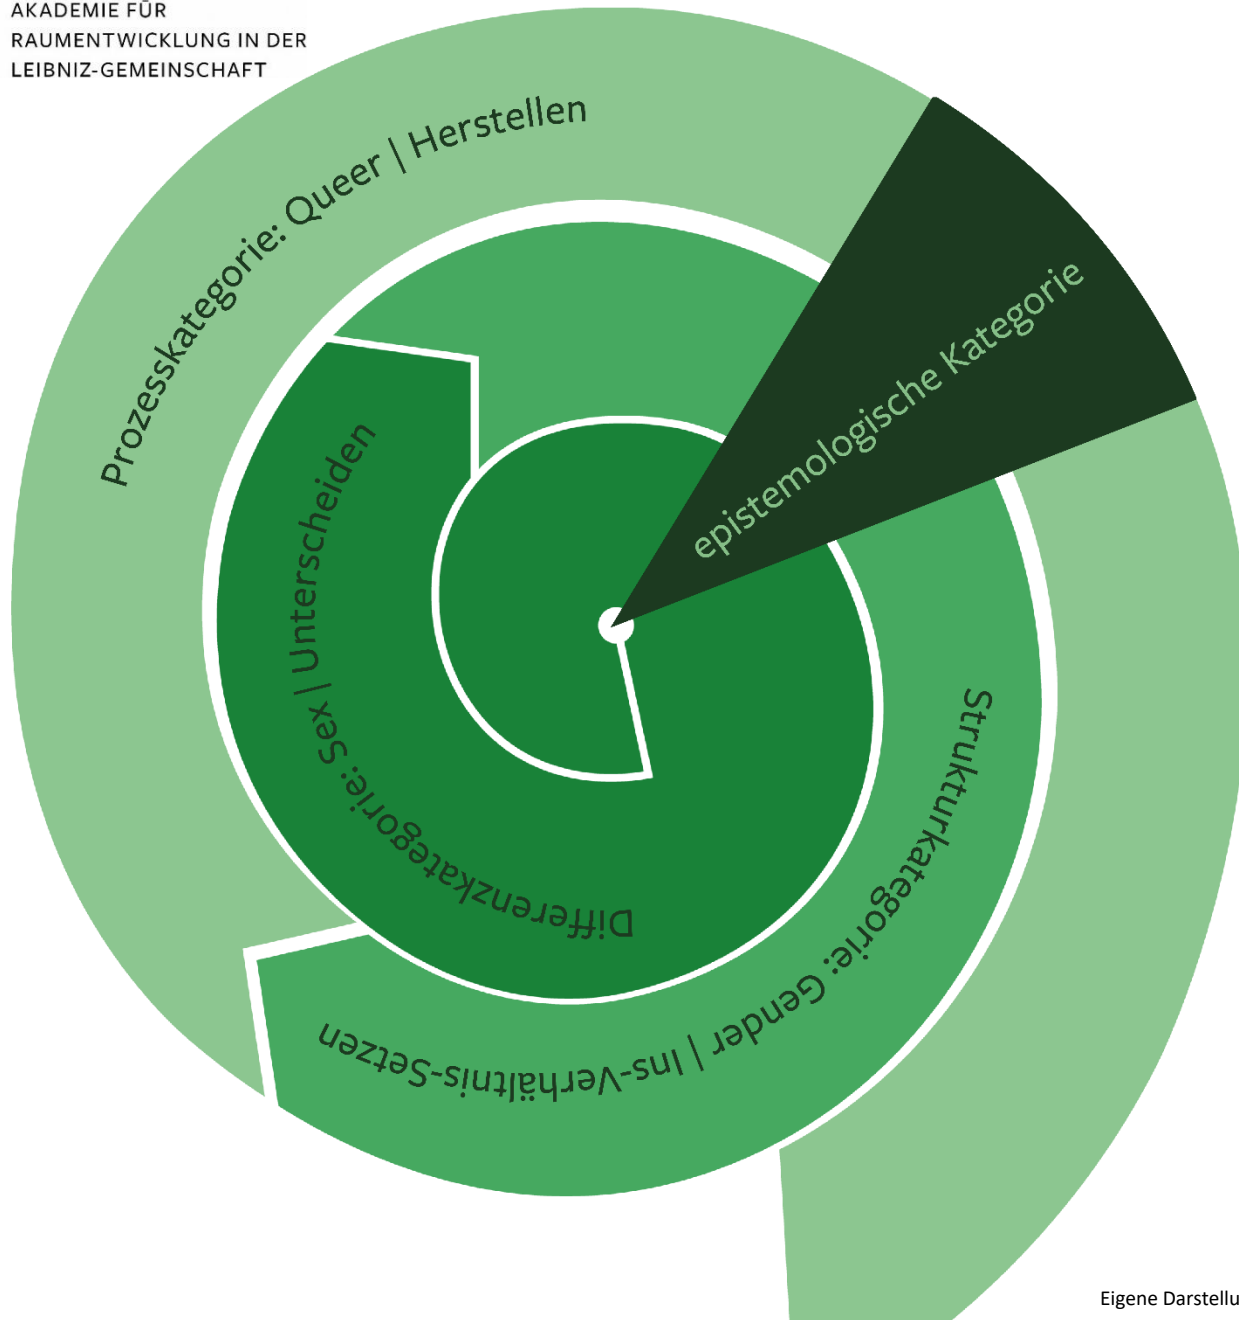 AKADEMIE FÜR
RAUMENTWICKLUNG IN DER
LEIBNIZ-GEMEINSCHAFT
Prozesskategorie: Queer | Herstellen
epistemologische Kategorie
Differenzkategorie: Sex | Unterscheiden
Strukturkategorie: Gender | Ins-Verhältnis-Setzen
Eigene Darstellu